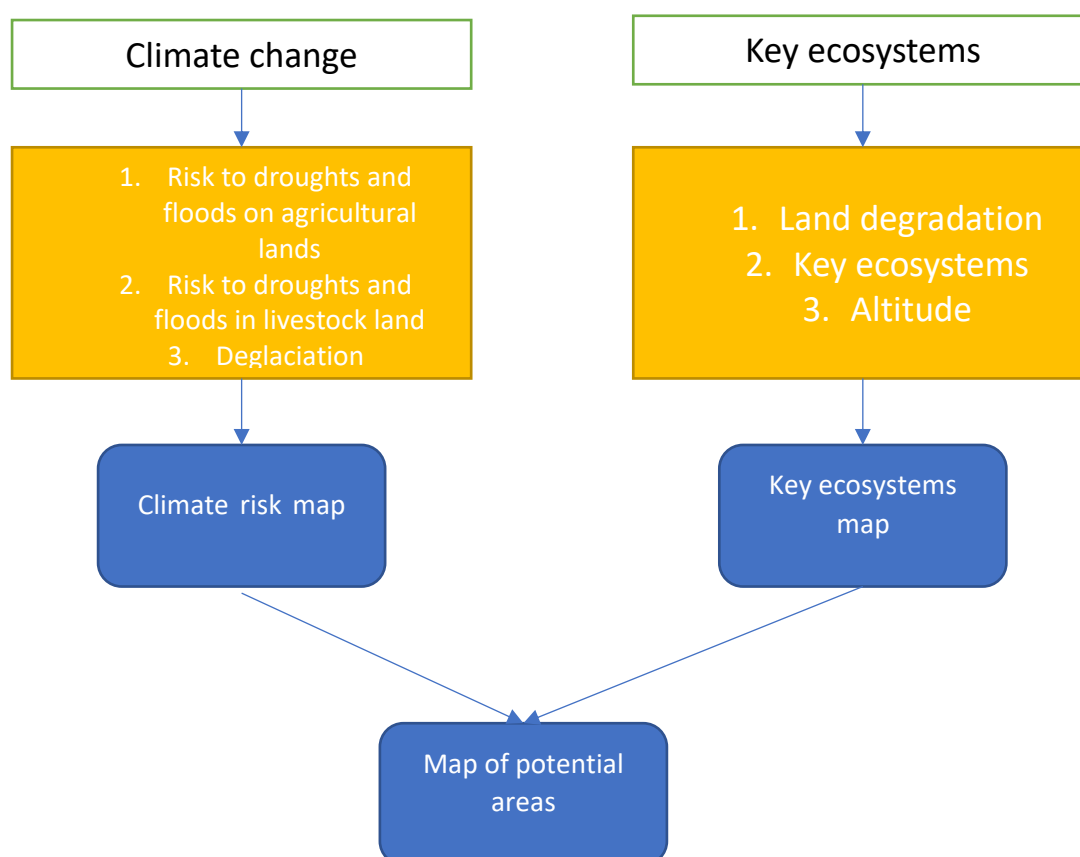 Climate change
Key ecosystems
1. Risk to droughts and
floods on agricultural
lands
2. Risk to droughts and
floods in livestock land
3. Deglaciation
1. Land degradation
2. Key ecosystems
3. Altitude
Climate risk map
Key ecosystems
map
Map of potential
areas